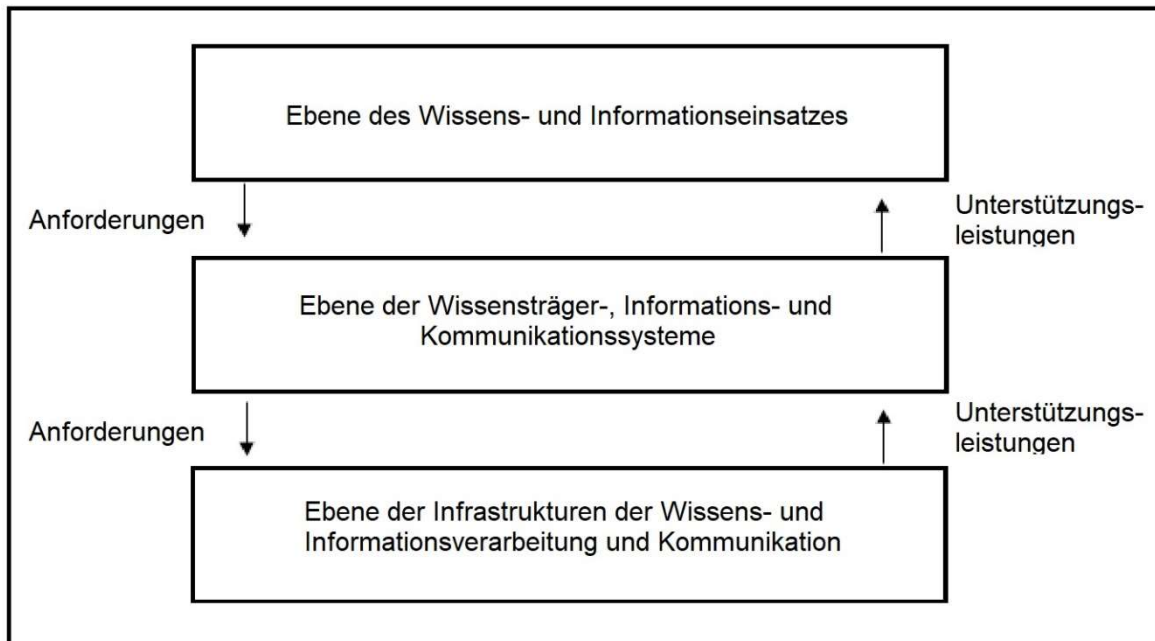 Ebene des Wissens- und Informationseinsatzes
Anforderungen
Unterstützungs-
leistungen
Ebene der Wissensträger-, Informations- und
Kommunikationssysteme
Anforderungen
Unterstützungs-
leistungen
Ebene der Infrastrukturen der Wissens- und
Informationsverarbeitung und Kommunikation